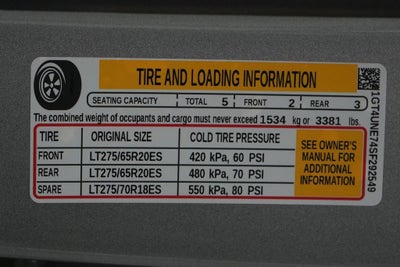 TIRE AND LOADING INFORMATION
SEATING CAPACITY TOTAL 5 FRONT 2 REAR 3
The combined weight of occupants and cargo must never exceed 1534 kg or 3381 lbs.
TIRE ORIGINAL SIZE COLD TIRE PRESSURE
FRONT LT275/65R20ES 420 kPa, 60 PSI
REAR LT275/65R20ES 480 kPa, 70 PSI
SPARE LT275/70R18ES 550 kPa, 80 PSI
SEE OWNER'S
MANUAL FOR
ADDITIONAL
INFORMATION
1GT4UNE74SF292549